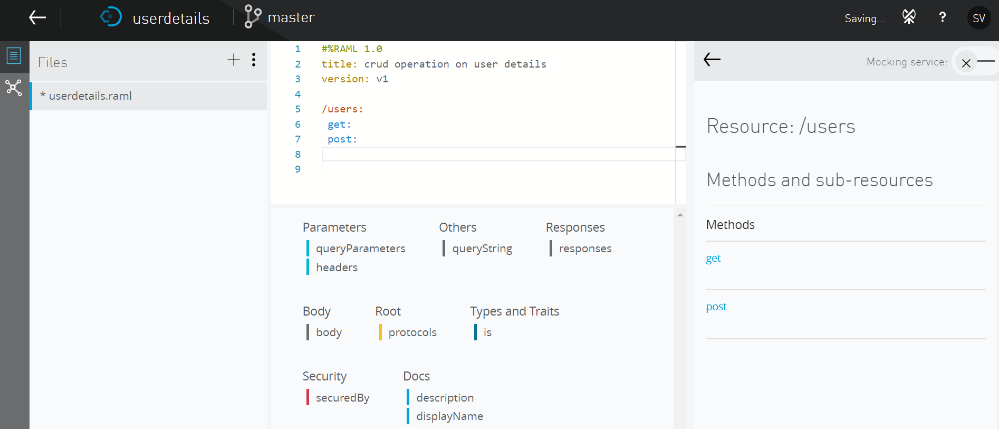 userdetails
master
Saving...
?
SV
Files
* userdetails.raml
1 #%RAML 1.0
2 title: crud operation on user details
3 version: v1
4
5 /users:
6 get:
7 post:
8
9
Parameters
queryParameters
headers
Others
queryString
Responses
responses
Body
body
Root
protocols
Types and Traits
is
Security
securedBy
Docs
description
displayName
Mocking service:
Resource: /users
Methods and sub-resources
Methods
get
post